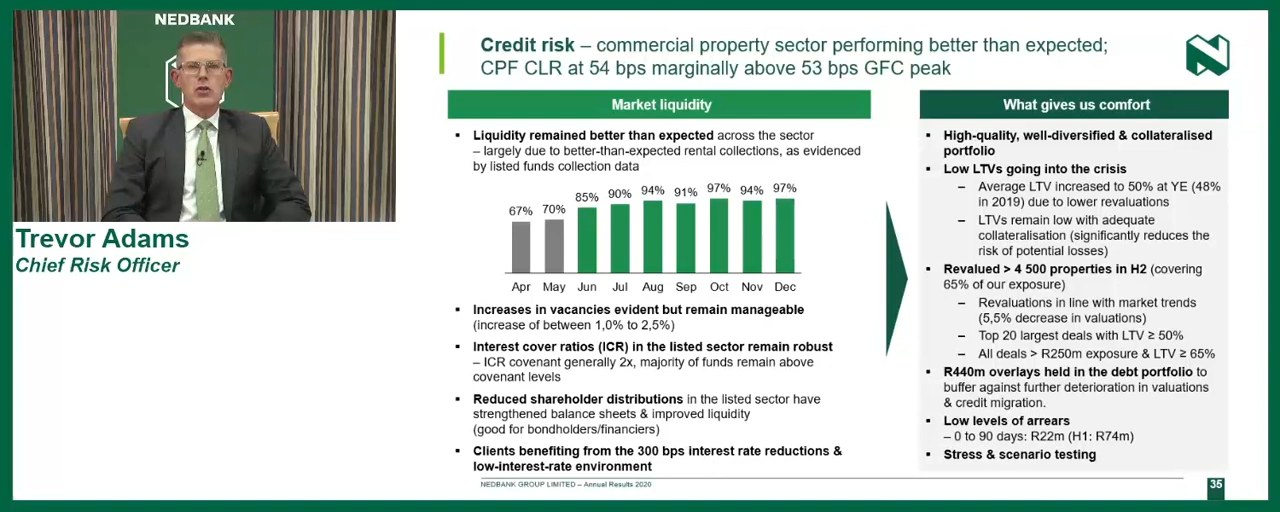 NEDBANK
Trevor Adams
Chief Risk Officer
Credit risk – commercial property sector performing better than expected;
CPF CLR at 54 bps marginally above 53 bps GFC peak
Market liquidity
▪ Liquidity remained better than expected across the sector
– largely due to better-than-expected rental collections, as evidenced
by listed funds collection data
67% 70% 85% 90% 94% 91% 97% 94% 97%
Apr May Jun Jul Aug Sep Oct Nov Dec
▪ Increases in vacancies evident but remain manageable
(increase of between 1,0% to 2,5%)
▪ Interest cover ratios (ICR) in the listed sector remain robust
– ICR covenant generally 2x, majority of funds remain above
covenant levels
▪ Reduced shareholder distributions in the listed sector have
strengthened balance sheets & improved liquidity
(good for bondholders/financiers)
▪ Clients benefiting from the 300 bps interest rate reductions &
low-interest-rate environment
What gives us comfort
▪ High-quality, well-diversified & collateralised
portfolio
▪ Low LTVs going into the crisis
– Average LTV increased to 50% at YE (48%
in 2019) due to lower revaluations
– LTVs remain low with adequate
collateralisation (significantly reduces the
risk of potential losses)
▪ Revalued > 4 500 properties in H2 (covering
65% of our exposure)
– Revaluations in line with market trends
(5,5% decrease in valuations)
– Top 20 largest deals with LTV ≥ 50%
– All deals > R250m exposure & LTV ≥ 65%
▪ R440m overlays held in the debt portfolio to
buffer against further deterioration in valuations
& credit migration.
▪ Low levels of arrears
– 0 to 90 days: R22m (H1: R74m)
▪ Stress & scenario testing
NEDBANK GROUP LIMITED – Annual Results 2020
35